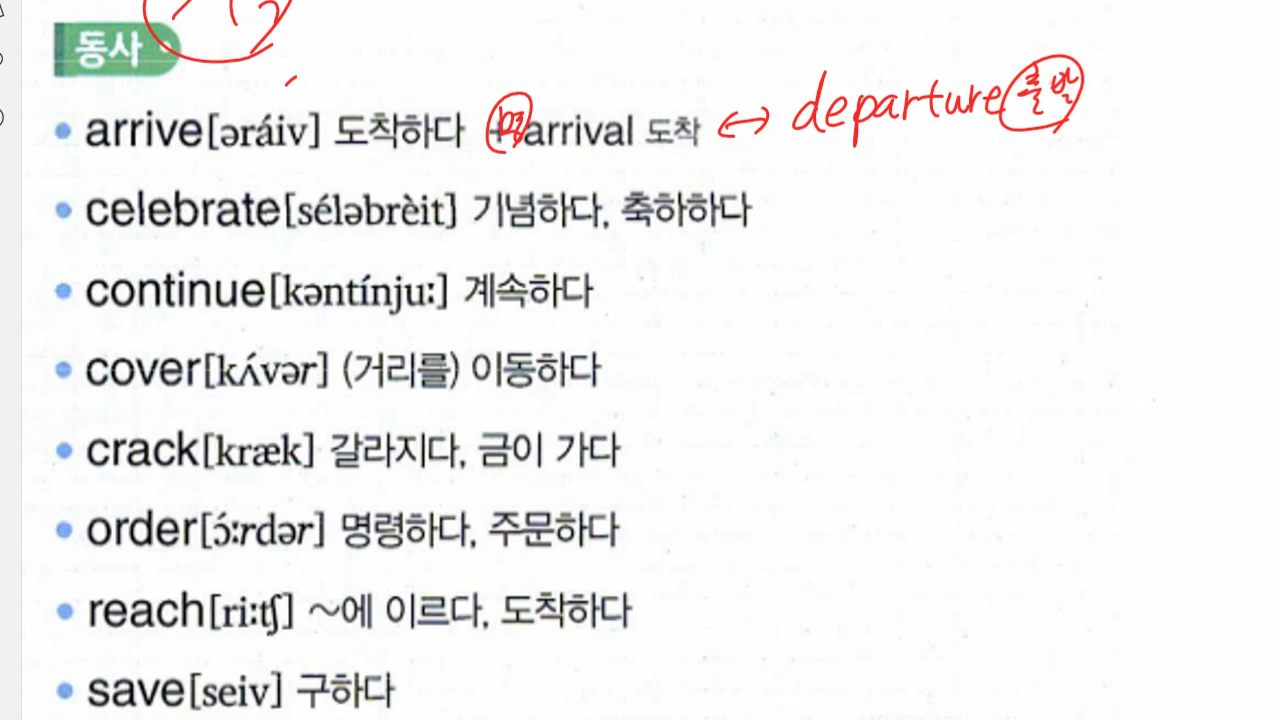 동사
arrive[əráiv] 도착하다 명 arrival 도착 ↔ departure 출발
celebrate[séləbrèit] 기념하다, 축하하다
continue[kəntínju:] 계속하다
cover[kʌ́vər] (거리를) 이동하다
crack[kræk] 갈라지다, 금이 가다
order[ɔ́:rdər] 명령하다, 주문하다
reach[ri:tʃ] ~에 이르다, 도착하다
save[seiv] 구하다